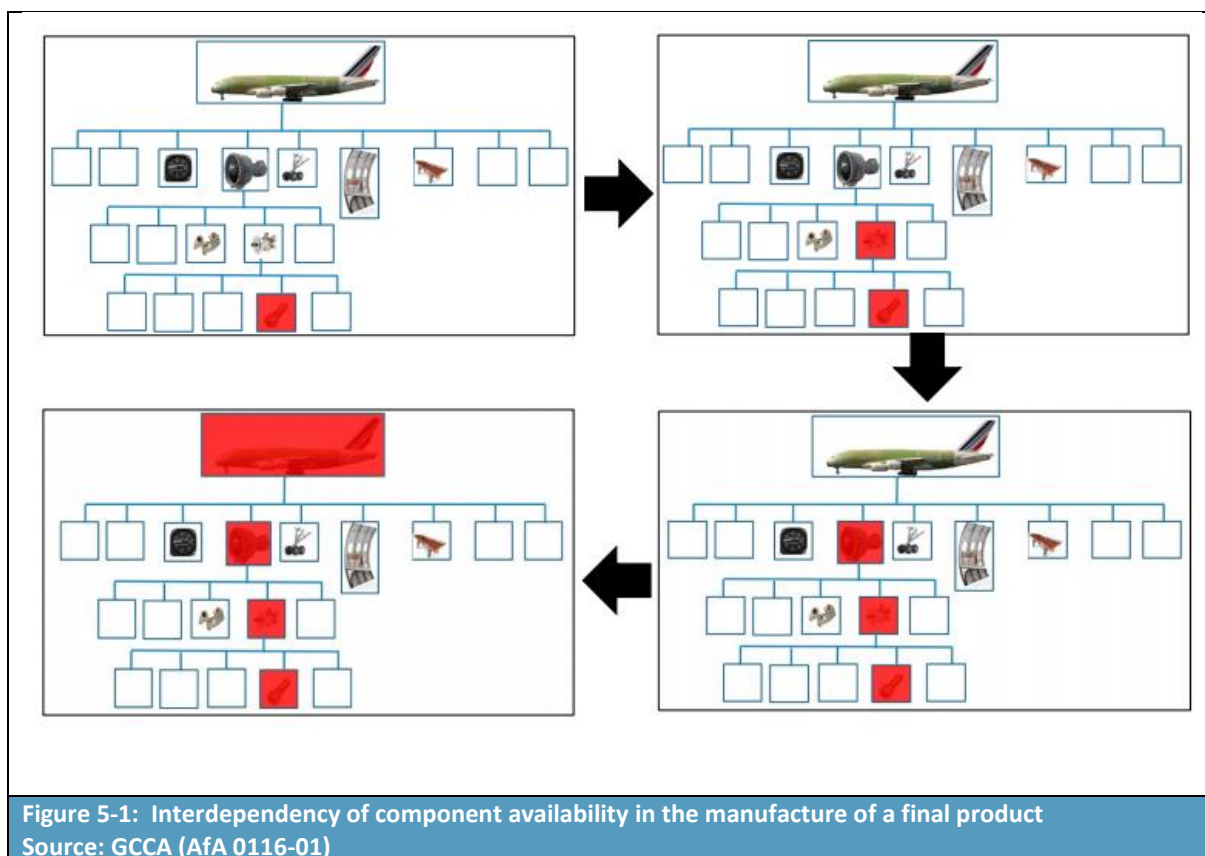 Figure 5-1:  Interdependency of component availability in the manufacture of a final product
Source: GCCA (AfA 0116-01)